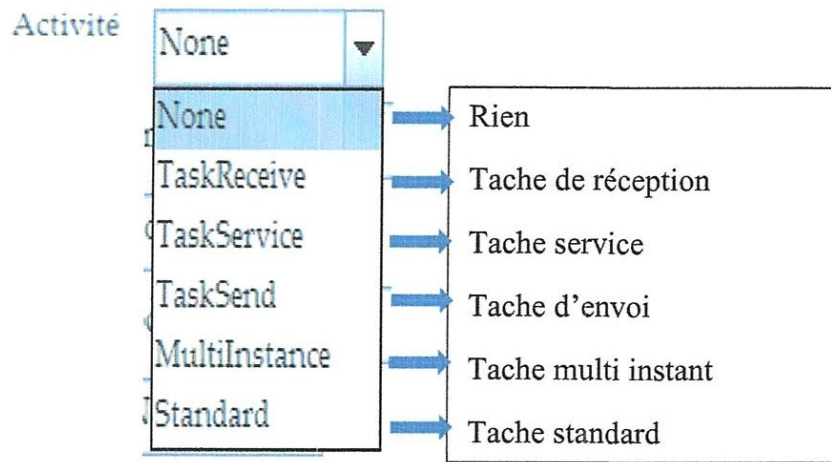 Activité
None
None
Rien
TaskReceive
Tache de réception
TaskService
Tache service
TaskSend
Tache d’envoi
MultiInstance
Tache multi instant
Standard
Tache standard